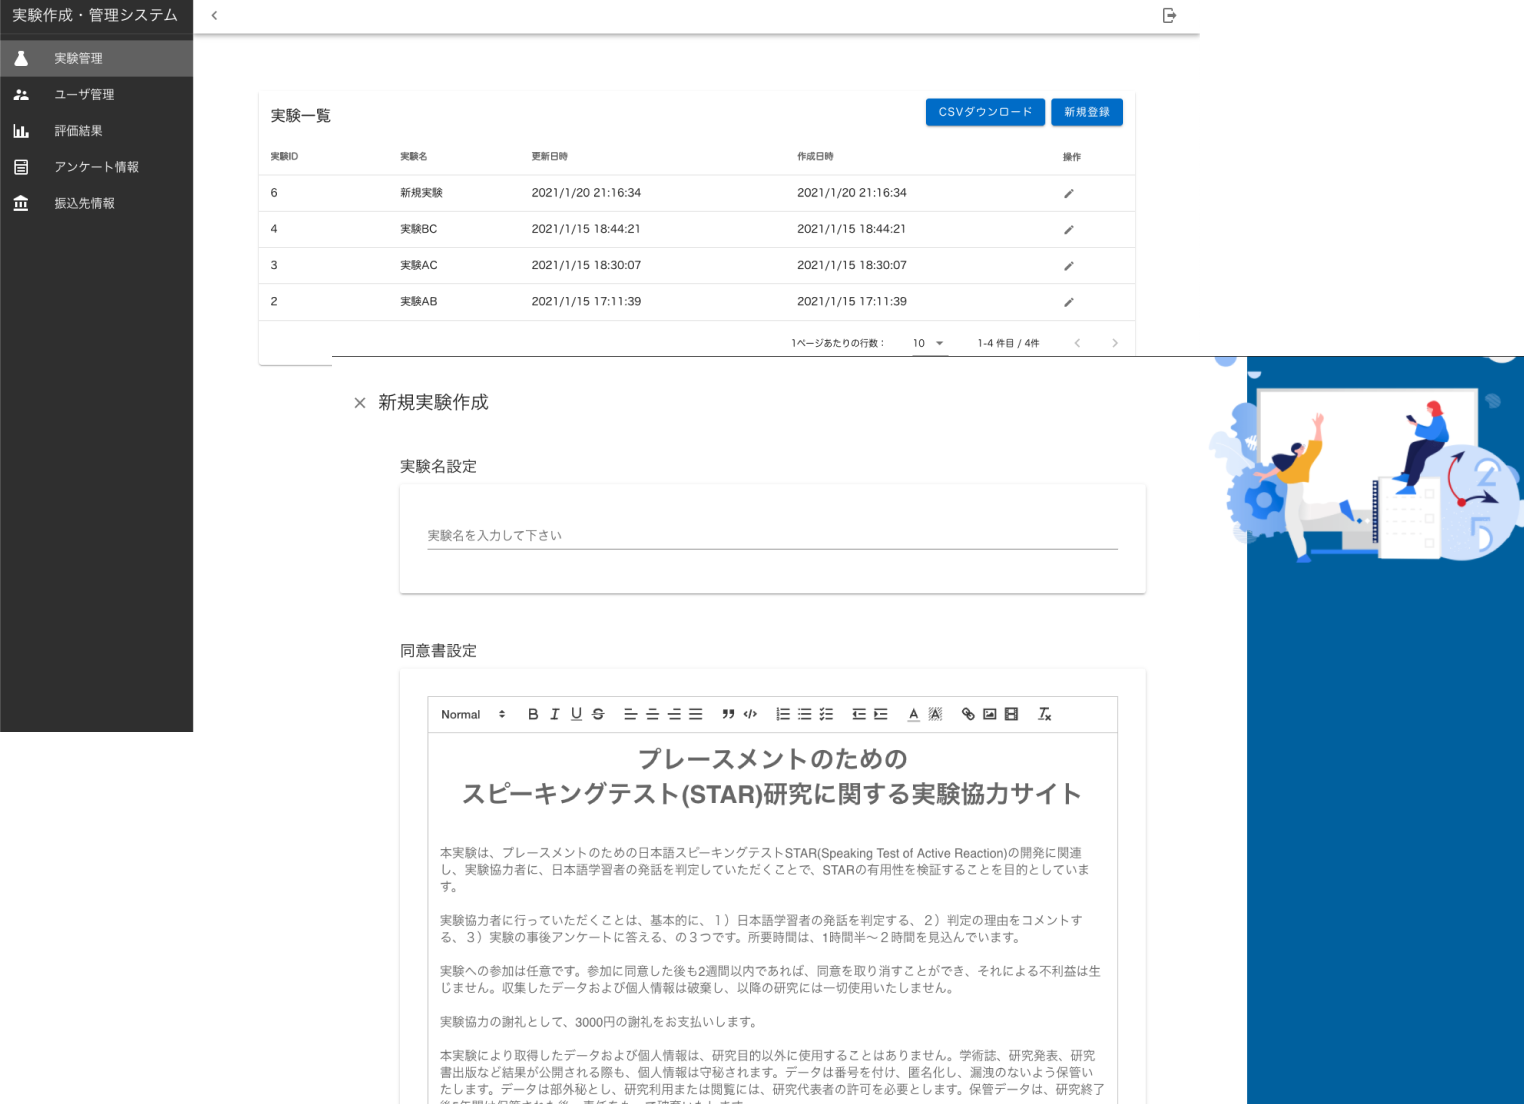 実験作成・管理システム
実験管理
ユーザ管理
評価結果
アンケート情報
振込先情報
実験一覧
CSVダウンロード
新規登録
実験ID 実験名 更新日時 作成日時 操作
6 新規実験 2021/1/20 21:16:34 2021/1/20 21:16:34
4 実験BC 2021/1/15 18:44:21 2021/1/15 18:44:21
3 実験AC 2021/1/15 18:30:07 2021/1/15 18:30:07
2 実験AB 2021/1/15 17:11:39 2021/1/15 17:11:39
1ページあたりの行数： 10 1-4 件目 / 4件
新規実験作成
実験名設定
実験名を入力して下さい
同意書設定
Normal
プレースメントのための
スピーキングテスト(STAR)研究に関する実験協力サイト
本実験は、プレースメントのための日本語スピーキングテストSTAR(Speaking Test of Active Reaction)の開発に関連
し、実験協力者に、日本語学習者の発話を判定していただくことで、STARの有用性を検証することを目的としていま
す。
実験協力者に行っていただくことは、基本的に、１）日本語学習者の発話を判定する、２）判定の理由をコメントす
る、３）実験の事後アンケートに答える、の３つです。所要時間は、1時間半〜２時間を見込んでいます。
実験への参加は任意です。参加に同意した後も2週間以内であれば、同意を取り消すことができ、それによる不利益は生
じません。収集したデータおよび個人情報は破棄し、以降の研究には一切使用いたしません。
実験協力の謝礼として、3000円の謝礼をお支払いします。
本実験により取得したデータおよび個人情報は、研究目的以外に使用することはありません。学術誌、研究発表、研究
書出版など結果が公開される際も、個人情報は守秘されます。データは番号を付け、匿名化し、漏洩のないよう保管い
たします。データは部外秘とし、研究利用または閲覧には、研究代表者の許可を必要とします。保管データは、研究終了